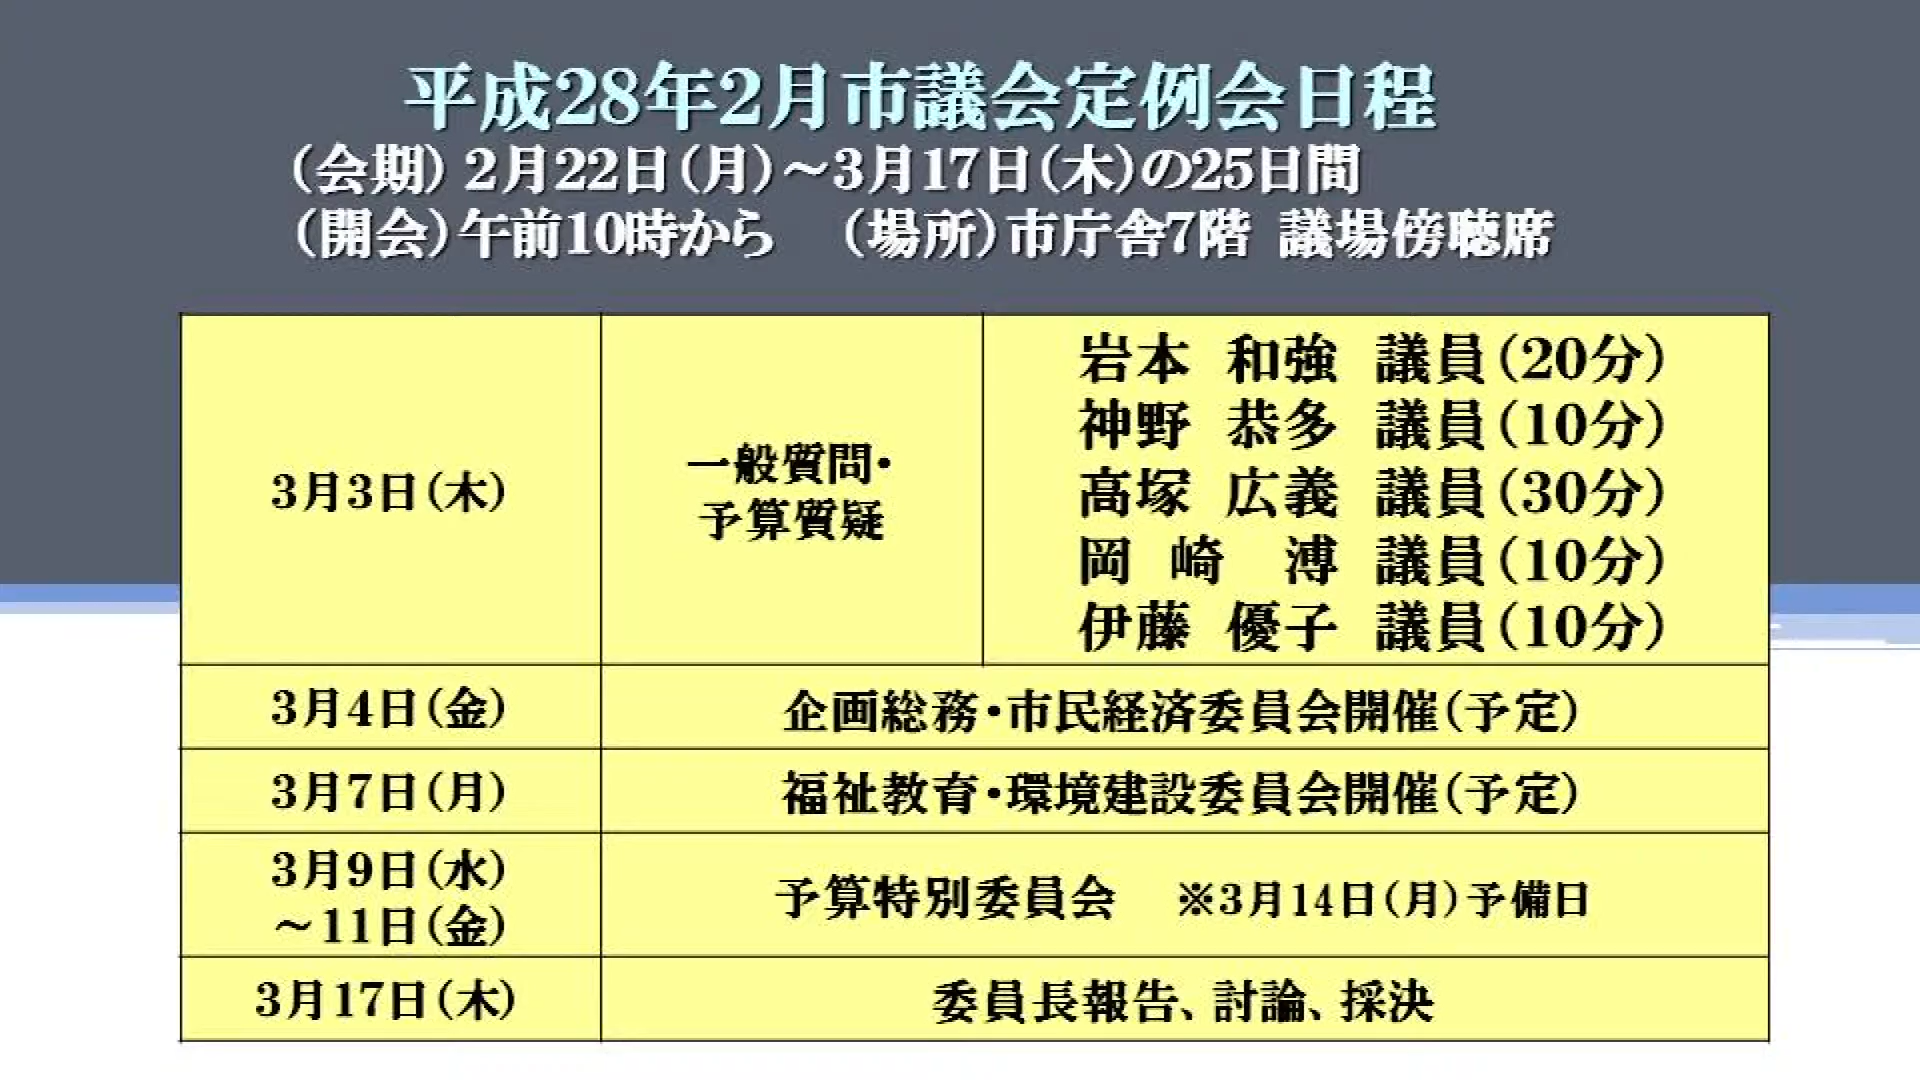 平成28年2月市議会定例会日程
（会期）2月22日（月）～3月17日（木）の25日間
（開会）午前10時から　（場所）市庁舎7階 議場傍聴席
3月3日（木）
一般質問・
予算質疑
岩本 和強 議員（20分）
神野 恭多 議員（10分）
高塚 広義 議員（30分）
岡崎 溥 議員（10分）
伊藤 優子 議員（10分）
3月4日（金）
企画総務・市民経済委員会開催（予定）
3月7日（月）
福祉教育・環境建設委員会開催（予定）
3月9日（水）
～11日（金）
予算特別委員会 ※3月14日（月）予備日
3月17日（木）
委員長報告、討論、採決